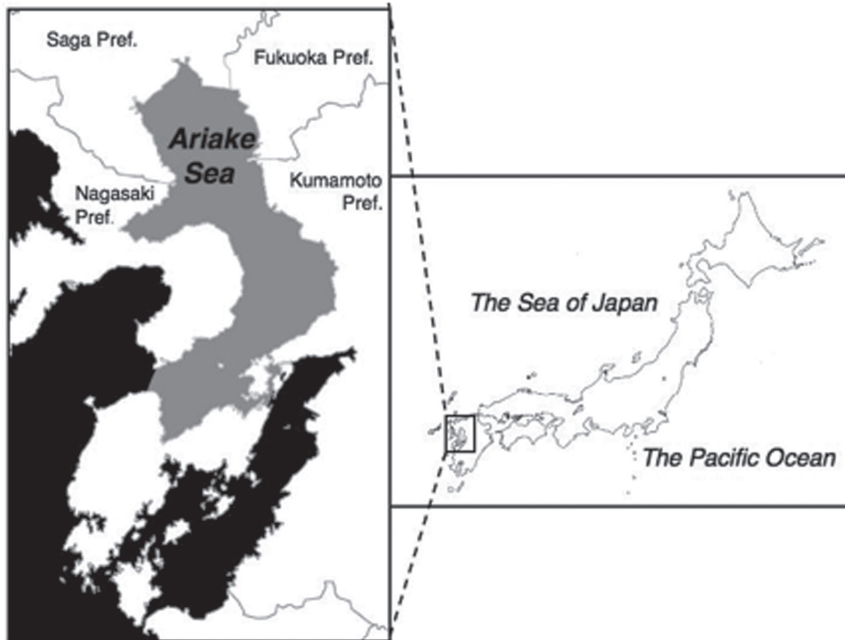 Saga Pref.
Fukuoka Pref.
Ariake
Sea
Nagasaki
Pref.
Kumamoto
Pref.
The Sea of Japan
The Pacific Ocean